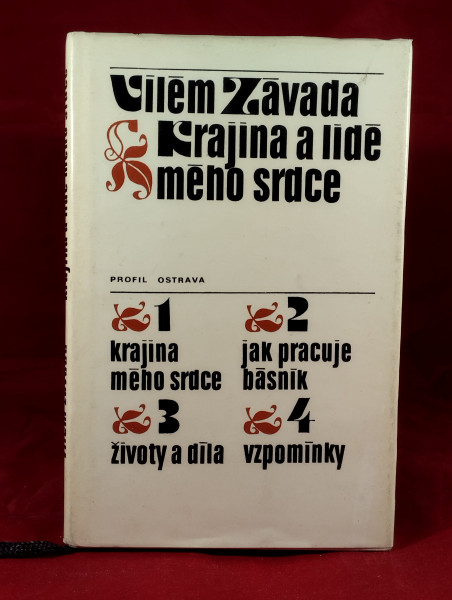 Vilém Závada
Krajina a lidé
mého srdce
PROFIL OSTRAVA
1
krajina
mého srdce
2
jak pracuje
básník
3
životy a díla
4
vzpomínky